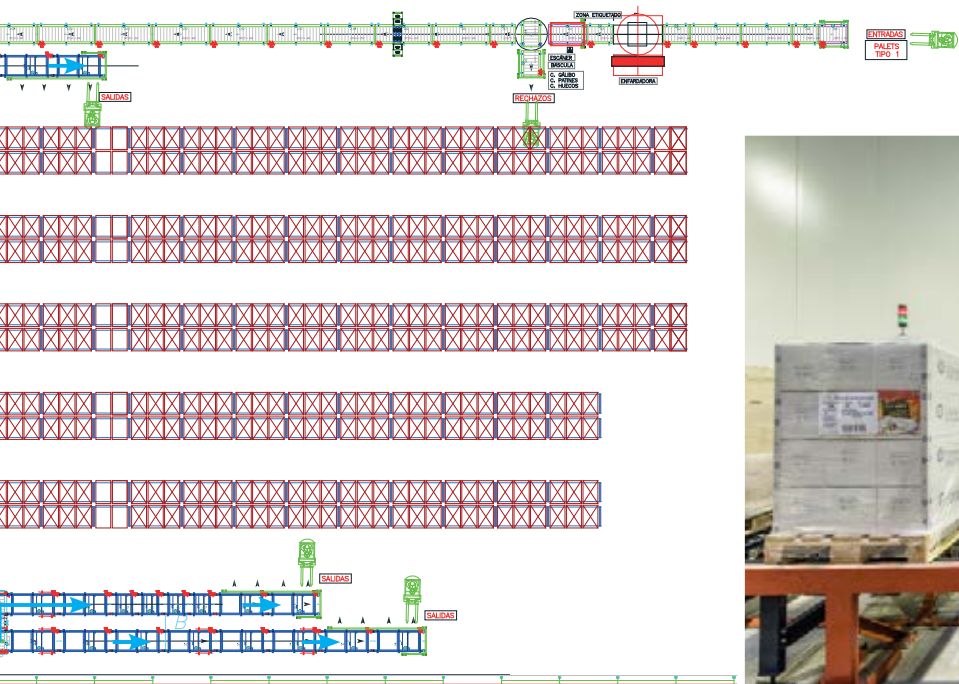 ZONA ETIQUETADO
ENTRADAS
PALETS
TIPO 1
ESCÁNER
BÁSCULA
C. GÁLIBO
C. PATINES
C. HUECOS
ENFARDADORA
SALIDAS
RECHAZOS
SALIDAS
SALIDAS
B